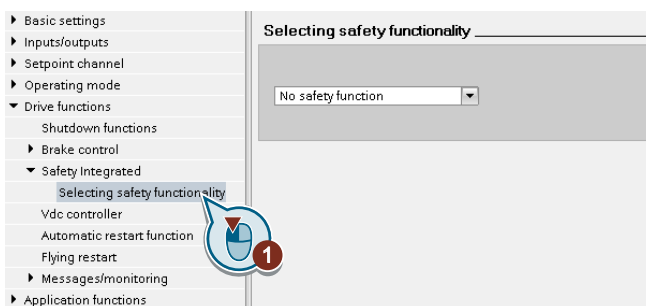 Basic settings
Inputs/outputs
Setpoint channel
Operating mode
Drive functions
Shutdown functions
Brake control
Safety Integrated
Selecting safety functionality
Vdc controller
Automatic restart function
Flying restart
Messages/monitoring
Application functions
Selecting safety functionality
No safety function
1